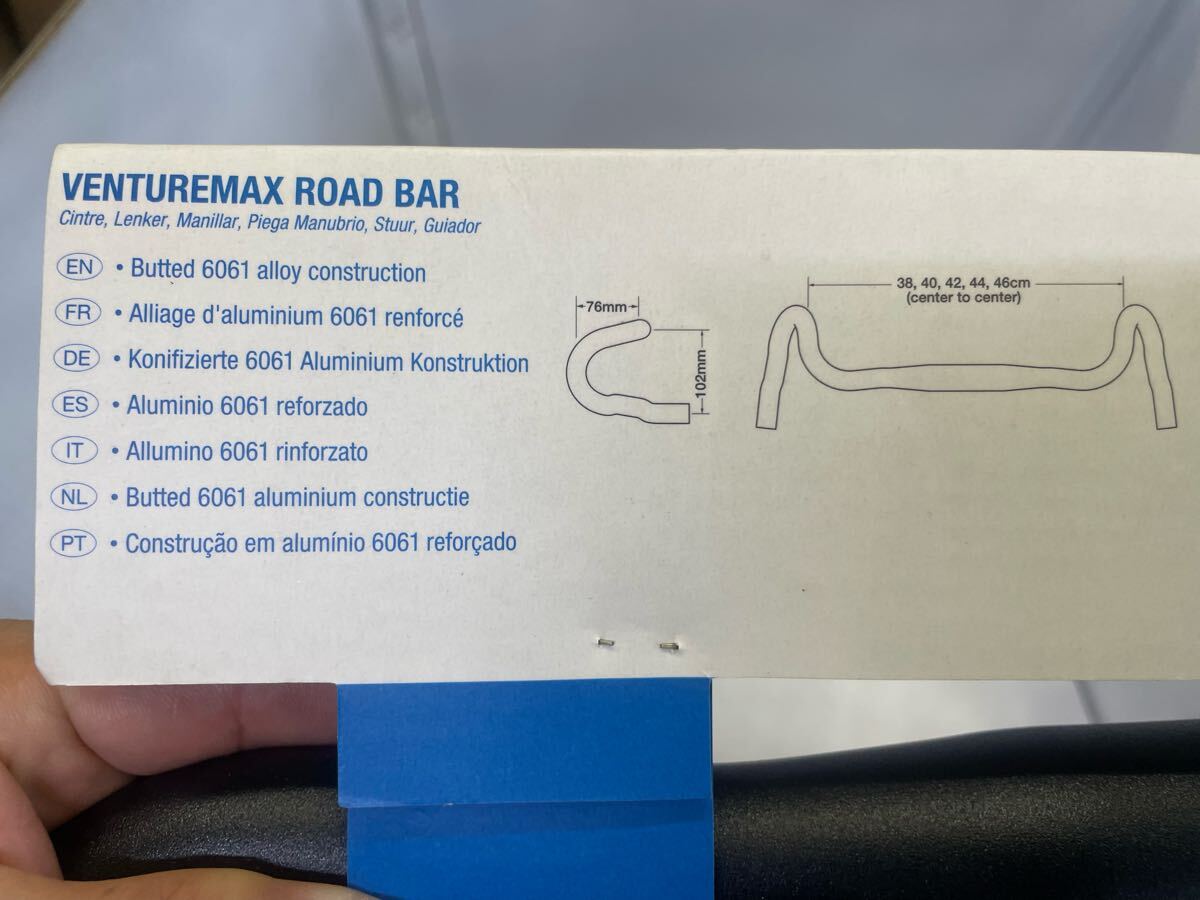 VENTUREMAX ROAD BAR
Cintre, Lenker, Manillar, Piega Manubrio, Stuur, Guiador
EN • Butted 6061 alloy construction
FR • Alliage d'aluminium 6061 renforcé
DE • Konifizierte 6061 Aluminium Konstruktion
ES • Aluminio 6061 reforzado
IT • Allumino 6061 rinforzato
NL • Butted 6061 aluminium constructie
PT • Construção em alumínio 6061 reforçado
76mm
102mm
38, 40, 42, 44, 46cm
(center to center)